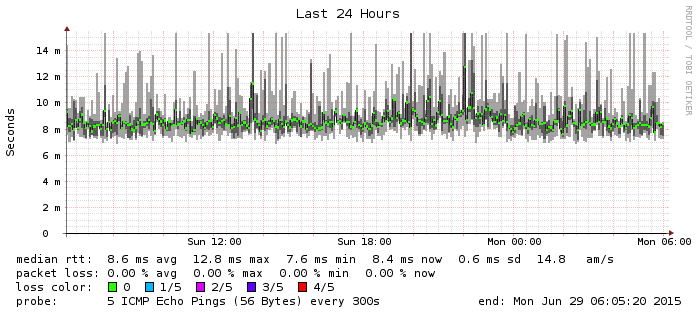 Last 24 Hours
RRDTOOL / TOBI OETIKER
Seconds
14 m
12 m
10 m
8 m
6 m
4 m
2 m
0
Sun 12:00 Sun 18:00 Mon 00:00 Mon 06:00
median rtt: 8.6 ms avg 12.8 ms max 7.6 ms min 8.4 ms now 0.6 ms sd 14.8 am/s
packet loss: 0.00 % avg 0.00 % max 0.00 % min 0.00 % now
loss color: 0 1/5 2/5 3/5 4/5
probe: 5 ICMP Echo Pings (56 Bytes) every 300s end: Mon Jun 29 06:05:20 2015